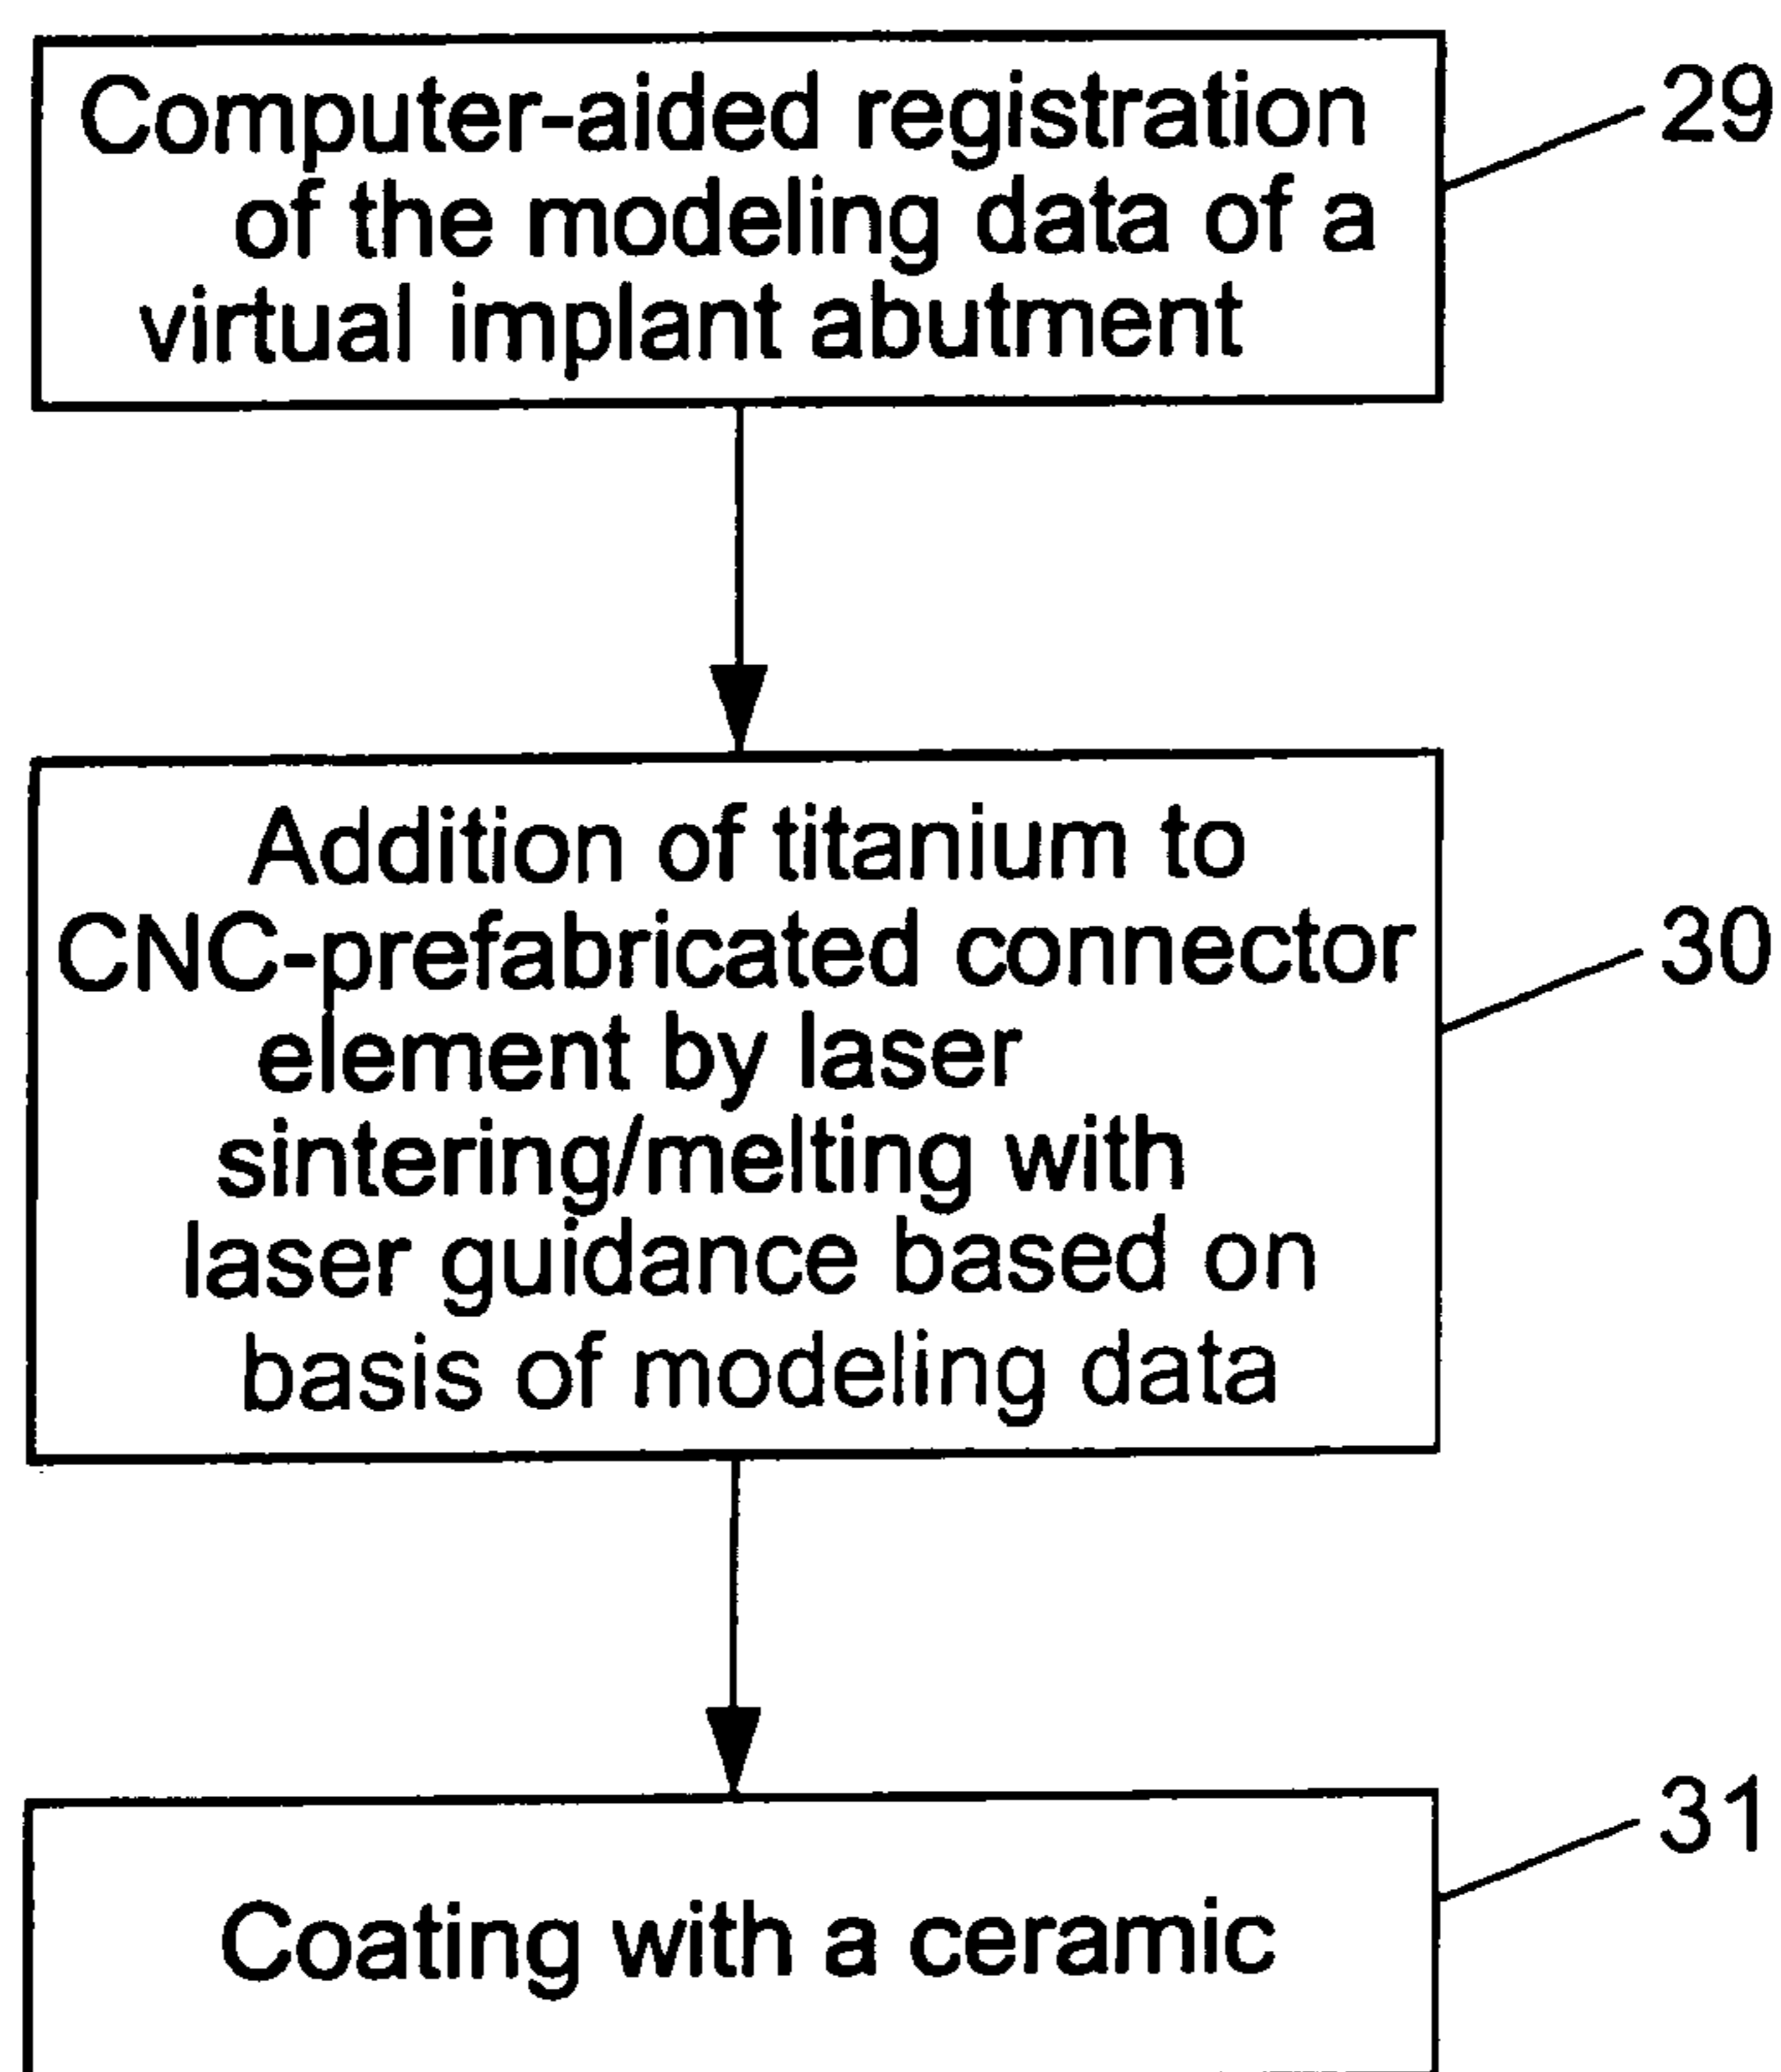 Computer-aided registration
of the modeling data of a
virtual implant abutment
29
Addition of titanium to
CNC-prefabricated connector
element by laser
sintering/melting with
laser guidance based on
basis of modeling data
30
Coating with a ceramic
31